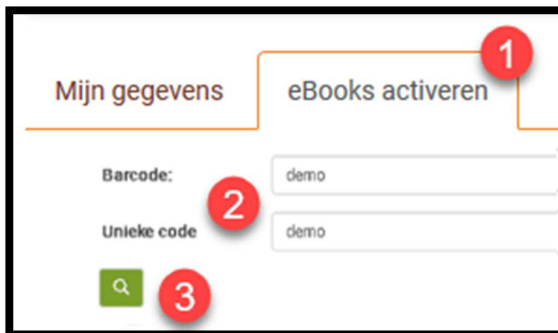 1
Mijn gegevens eBooks activeren
Barcode: demo
2
Unieke code demo
3